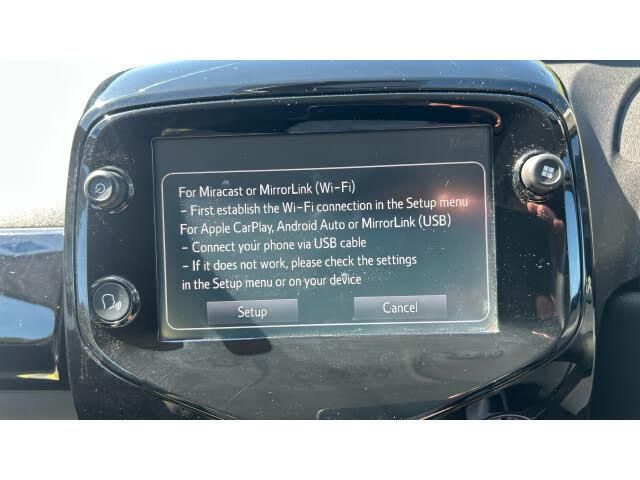 Menu
For Miracast or MirrorLink (Wi-Fi)
- First establish the Wi-Fi connection in the Setup menu
For Apple CarPlay, Android Auto or MirrorLink (USB)
- Connect your phone via USB cable
- If it does not work, please check the settings
in the Setup menu or on your device
Setup Cancel